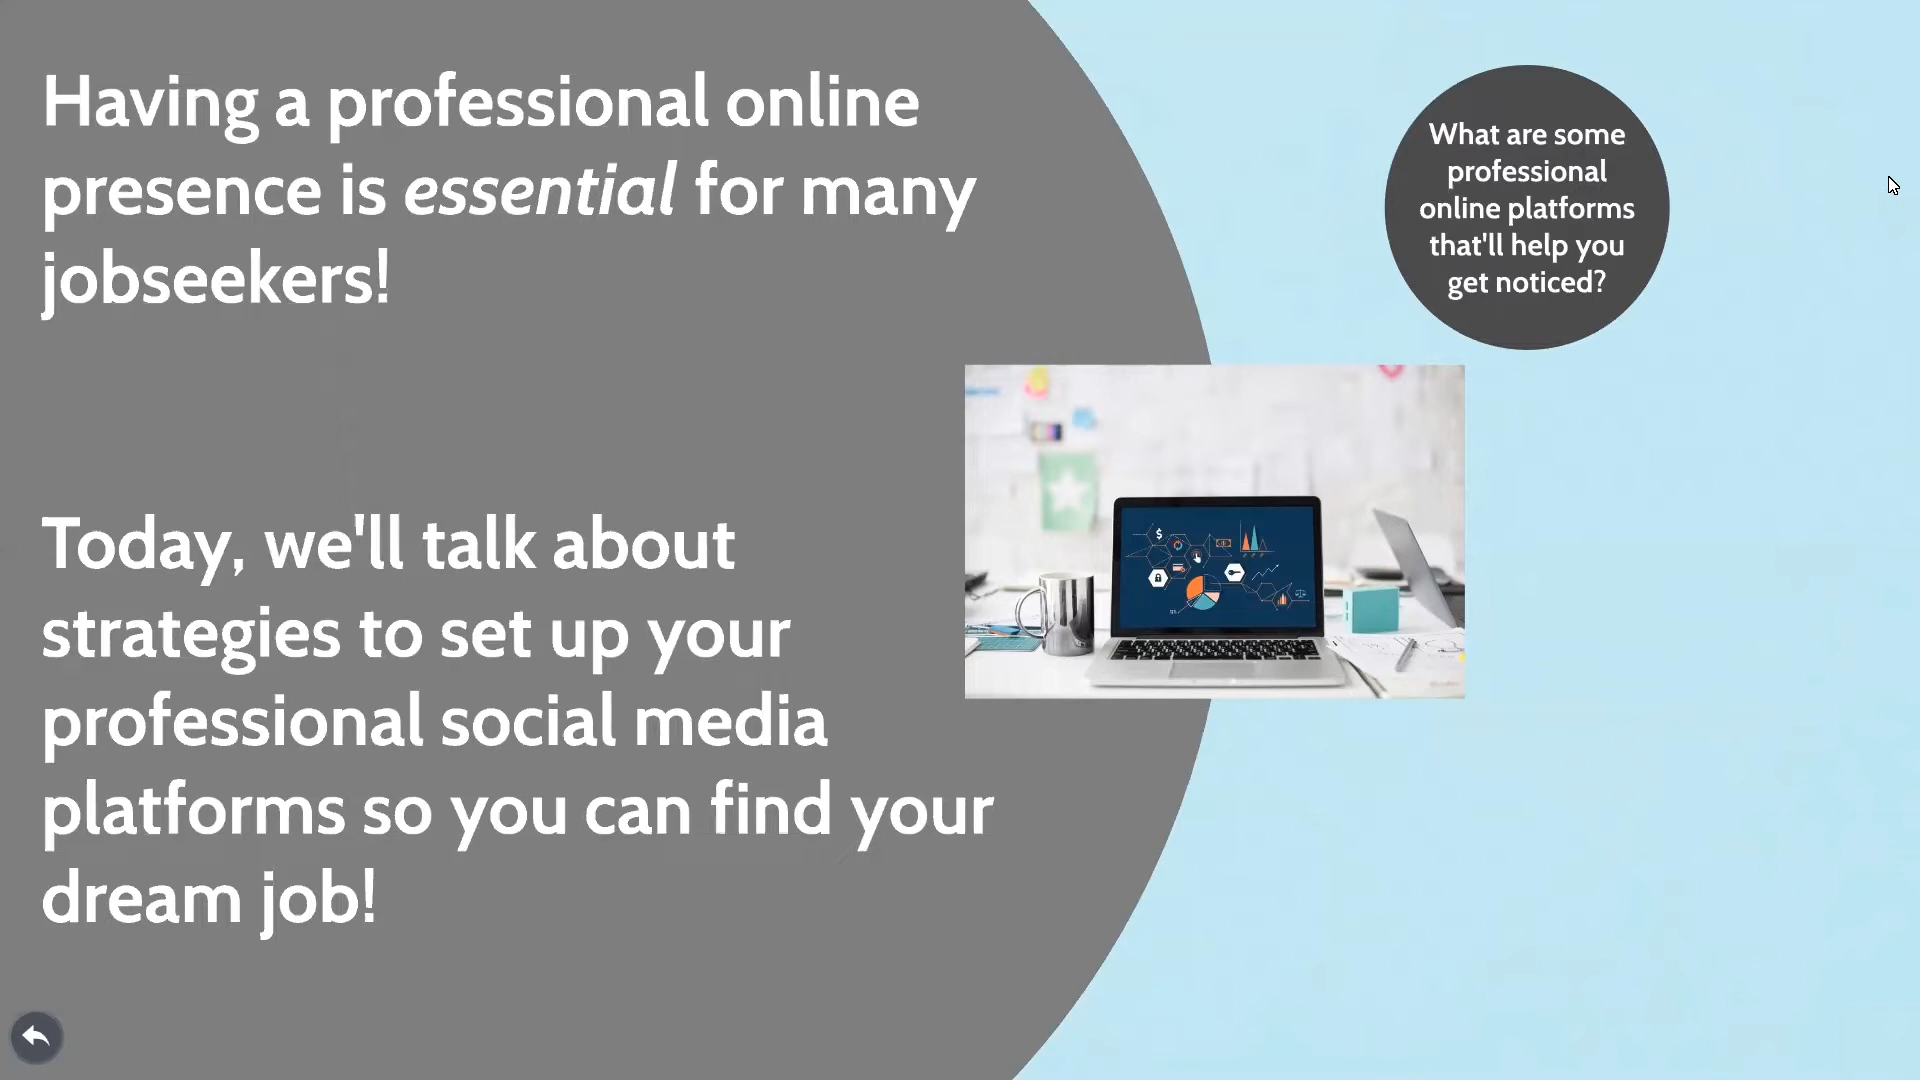 Having a professional online
presence is essential for many
jobseekers!
Today, we'll talk about
strategies to set up your
professional social media
platforms so you can find your
dream job!
What are some
professional
online platforms
that'll help you
get noticed?